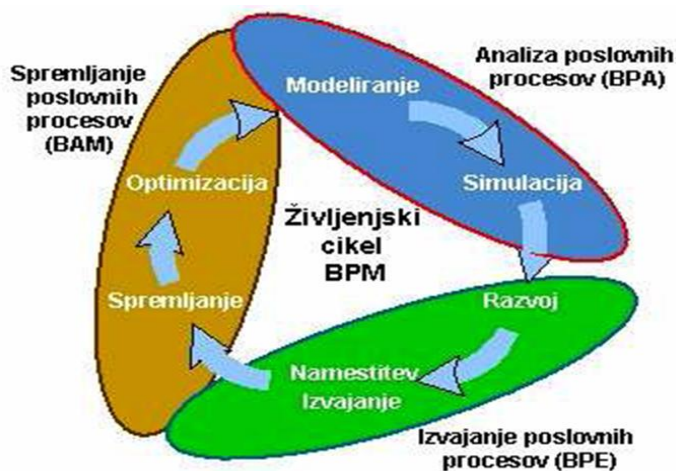 Spremljanje
poslovnih
procesov
(BAM)
Analiza poslovnih
procesov (BPA)
Modeliranje
Optimizacija
Simulacija
Življenjski
cikel
BPM
Spremljanje
Razvoj
Namestitev
Izvajanje
Izvajanje poslovnih
procesov (BPE)